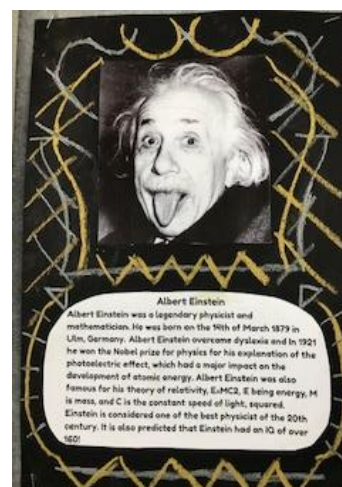 Albert Einstein
Albert Einstein was a legendary physicist and
mathematician. He was born on the 14th of March 1879 in
Ulm, Germany. Albert Einstein overcome dyslexia and In 1921
he won the Nobel prize for physics for his explanation of the
photoelectric effect, which had a major impact on the
development of atomic energy. Albert Einstein was also
famous for his theory of relativity, E=MC2, E being energy, M
is mass, and C is the constant speed of light, squared.
Einstein is considered one of the best physicist of the 20th
century. It is also predicted that Einstein had an IQ of over
160!